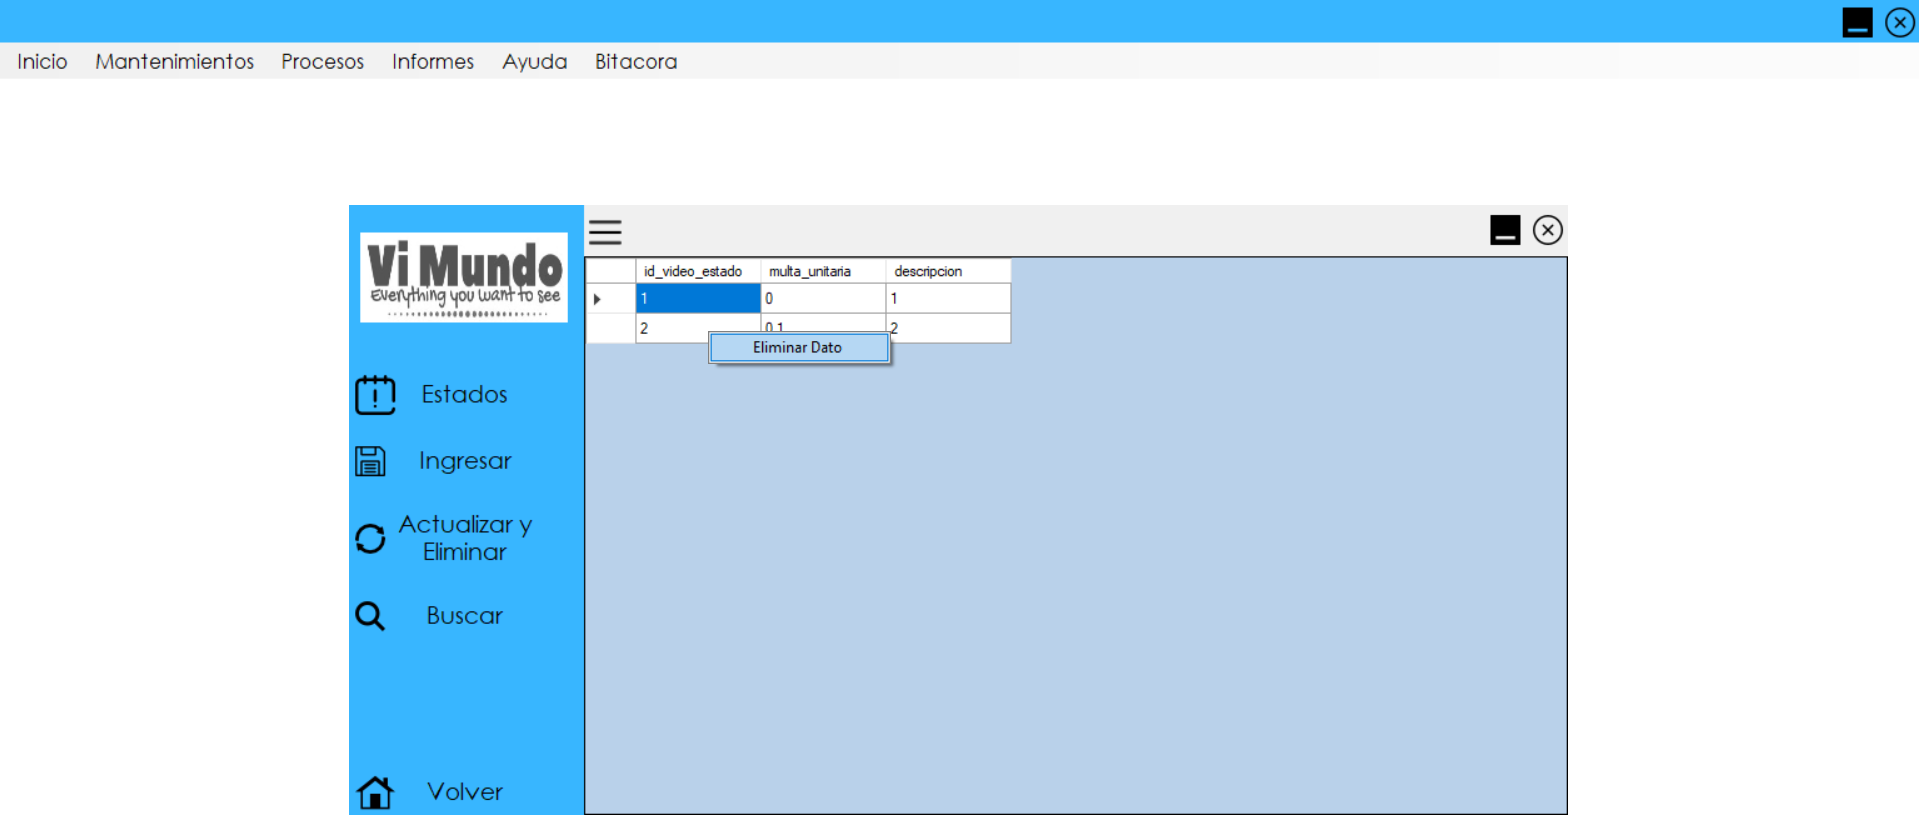 Inicio Mantenimientos Procesos Informes Ayuda Bitacora
Vi Mundo
Everything you want to see
id_video_estado multa_unitaria descripcion
1 0 1
2 0.1 2
Eliminar Dato
Estados
Ingresar
Actualizar y
Eliminar
Buscar
Volver